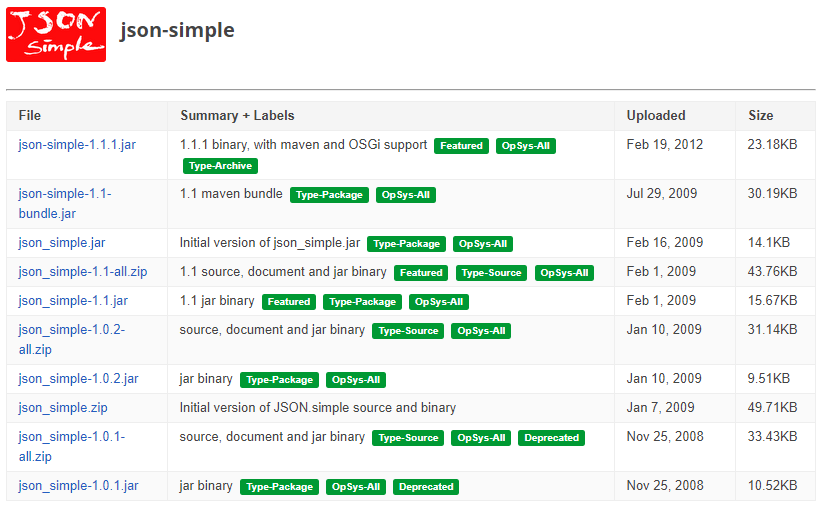 JSON
Simple
json-simple
File Summary + Labels Uploaded Size
json-simple-1.1.1.jar 1.1.1 binary, with maven and OSGi support Featured OpSys-All Feb 19, 2012 23.18KB
Type-Archive
json-simple-1.1- 1.1 maven bundle Type-Package OpSys-All Jul 29, 2009 30.19KB
bundle.jar
json_simple.jar Initial version of json_simple.jar Type-Package OpSys-All Feb 16, 2009 14.1KB
json_simple-1.1-all.zip 1.1 source, document and jar binary Featured Type-Source OpSys-All Feb 1, 2009 43.76KB
json_simple-1.1.jar 1.1 jar binary Featured Type-Package OpSys-All Feb 1, 2009 15.67KB
json_simple-1.0.2- source, document and jar binary Type-Source OpSys-All Jan 10, 2009 31.14KB
all.zip
json_simple-1.0.2.jar jar binary Type-Package OpSys-All Jan 10, 2009 9.51KB
json_simple.zip Initial version of JSON.simple source and binary Jan 7, 2009 49.71KB
json_simple-1.0.1- source, document and jar binary Type-Source OpSys-All Deprecated Nov 25, 2008 33.43KB
all.zip
json_simple-1.0.1.jar jar binary Type-Package OpSys-All Deprecated Nov 25, 2008 10.52KB